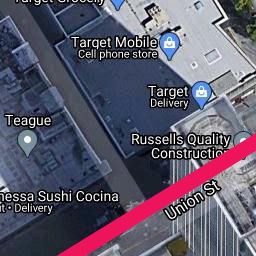 Target Grocery
Target Mobile
Cell phone store
Target
Delivery
Teague
Russells Quality
Construction
nessa Sushi Cocina
it • Delivery
Union St